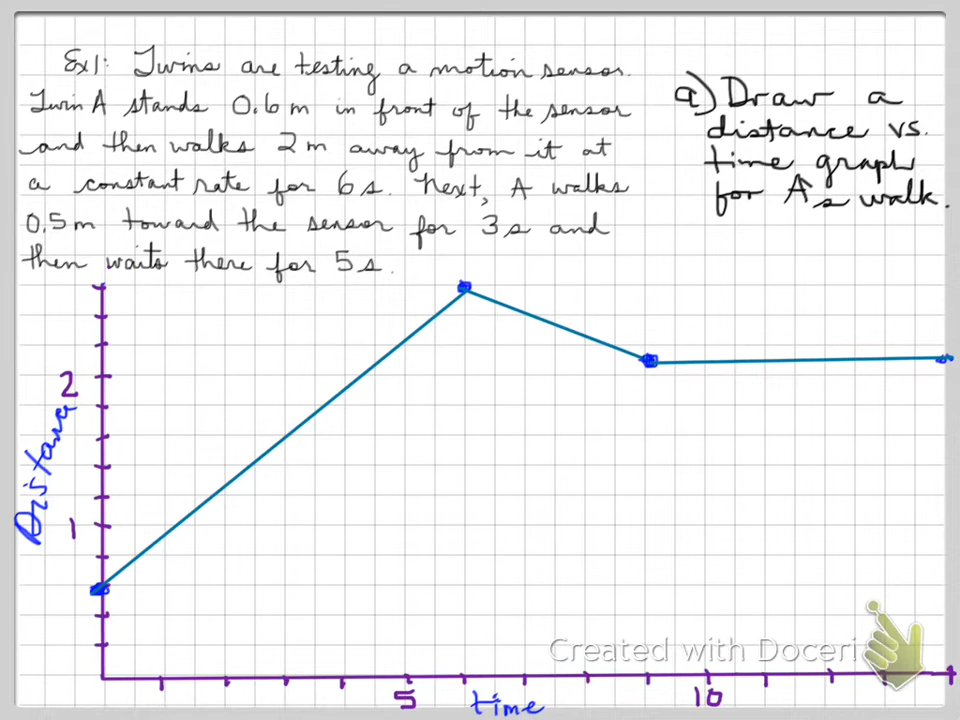 Ex1: Twins are testing a motion sensor.
Twin A stands 0.6 m in front of the sensor
and then walks 2 m away from it at
a constant rate for 6 s. Next, A walks
0.5 m toward the sensor for 3 s and
then waits there for 5 s.
a) Draw a
distance vs.
time graph
for A's walk.
2
1
Distance
5
10
time
Created with Doceri